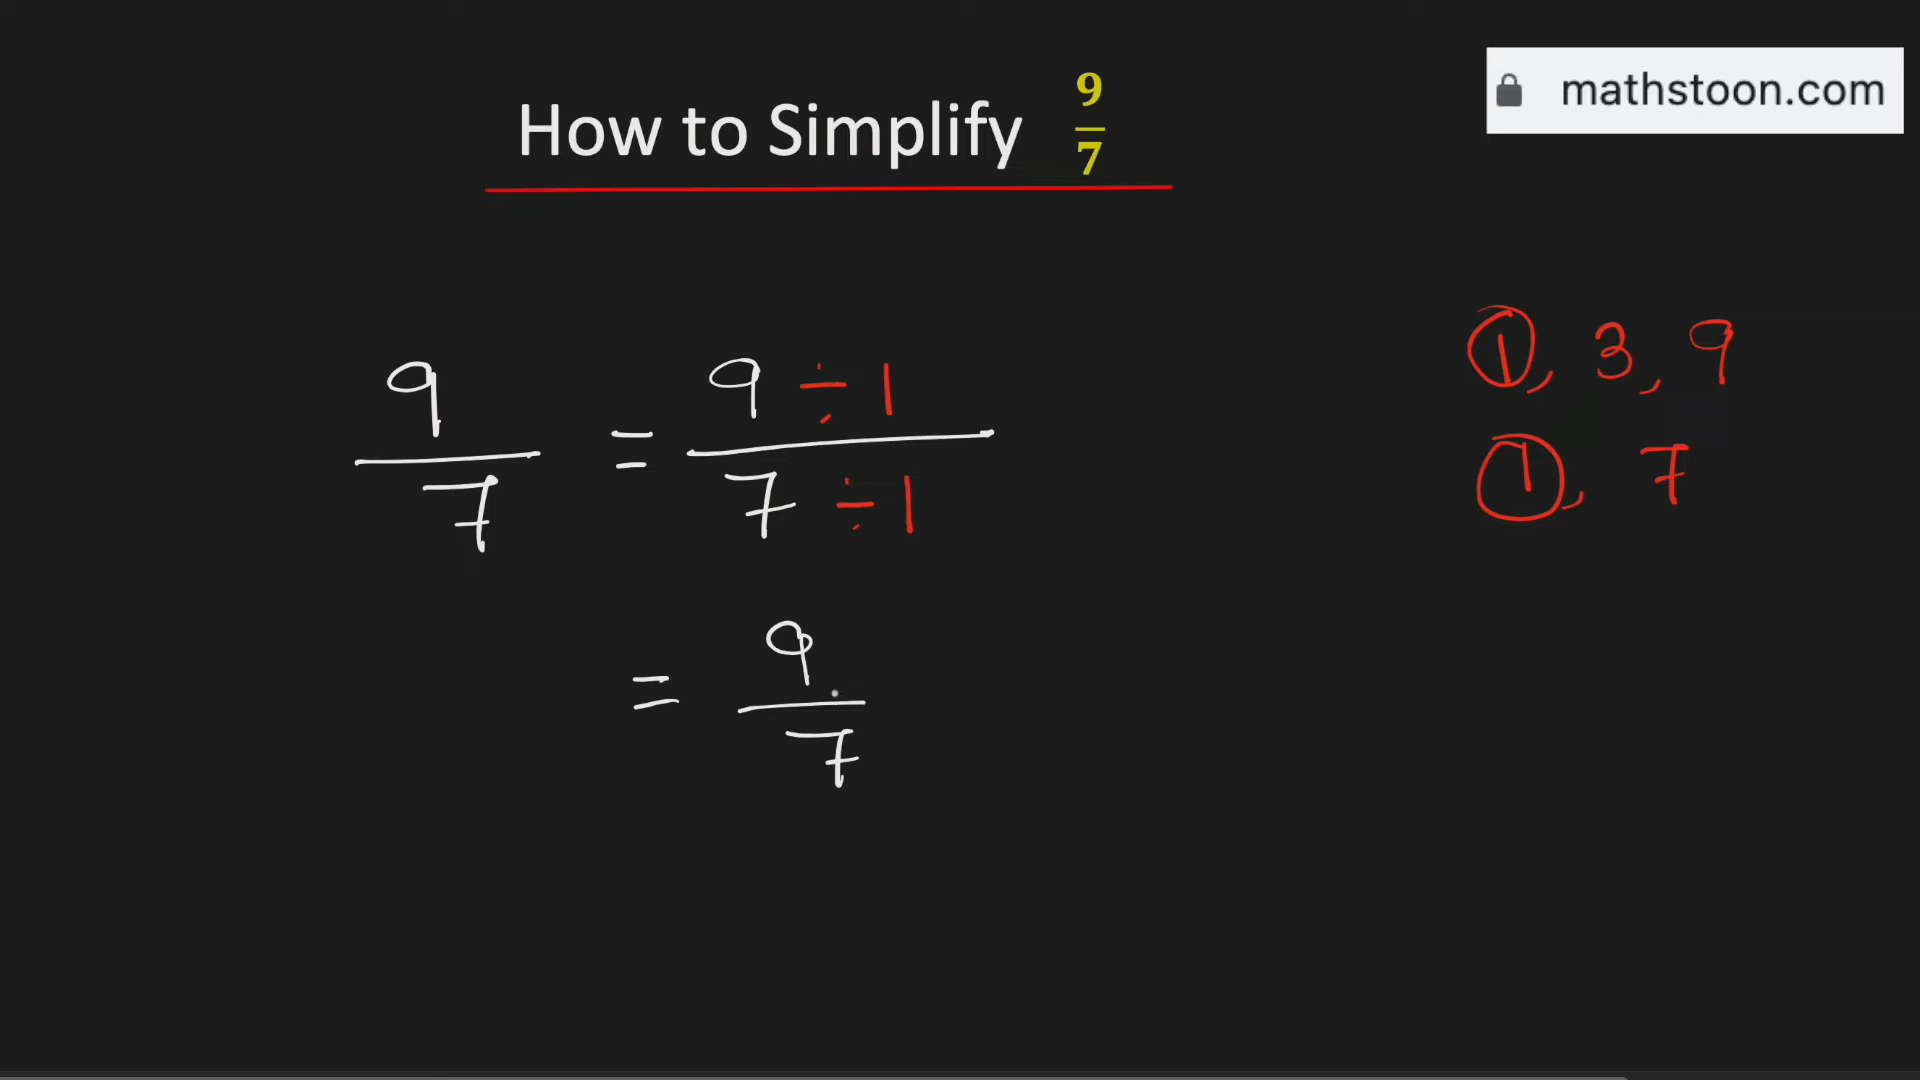 How to Simplify 9/7
mathstoon.com
9/7 = 9 ÷ 1 / 7 ÷ 1
= 9/7
1, 3, 9
1, 7